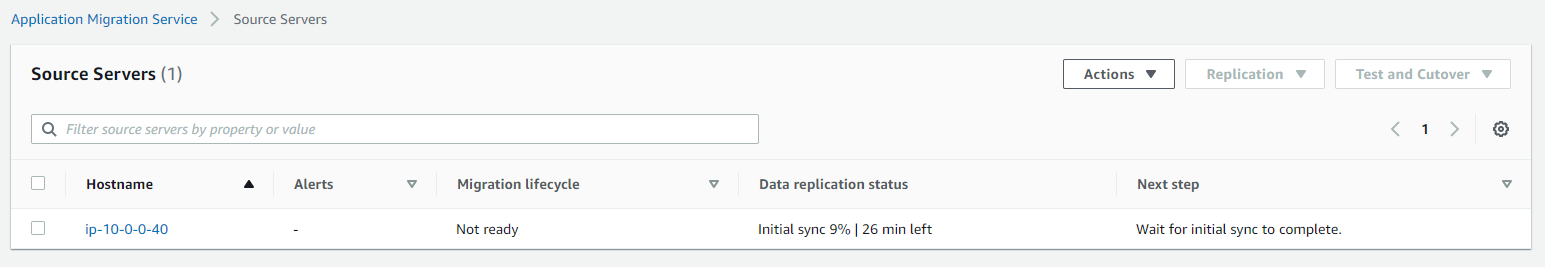 Application Migration Service > Source Servers
Source Servers (1)
Actions
Replication
Test and Cutover
Filter source servers by property or value
1
Hostname Alerts Migration lifecycle Data replication status Next step
ip-10-0-0-40 - Not ready Initial sync 9% | 26 min left Wait for initial sync to complete.